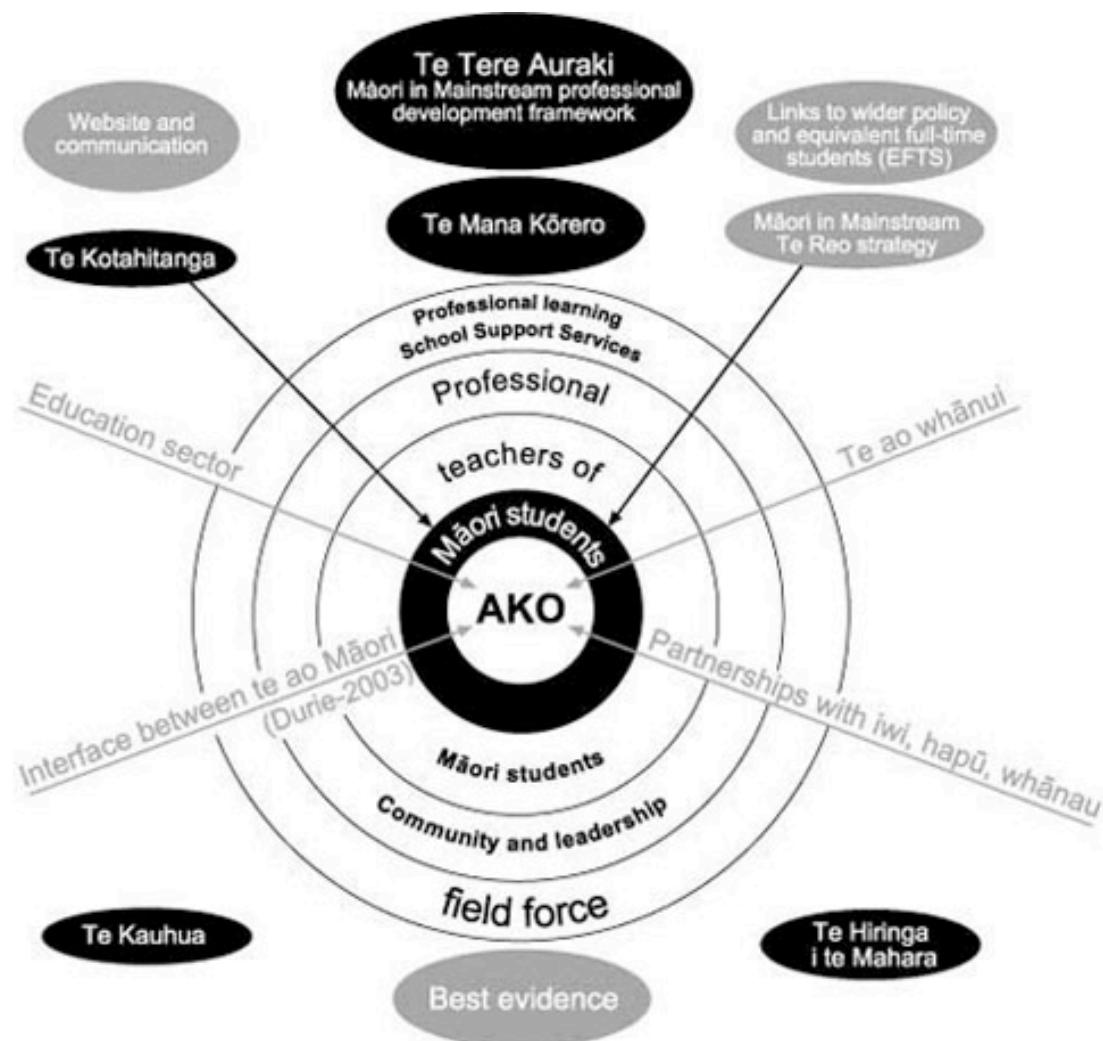 Te Tere Auraki
Māori in Mainstream professional
development framework
Website and
communication
Links to wider policy
and equivalent full-time
students (EFTS)
Te Mana Kōrero
Māori in Mainstream
Te Reo strategy
Te Kotahitanga
Professional learning
School Support Services
Professional
teachers of
Māori students
AKO
Education sector
Te ao whānui
Interface between te ao Māori
(Durie-2003)
Partnerships with iwi, hapū, whānau
Māori students
Community and leadership
field force
Te Kauhua
Te Hiringa
i te Mahara
Best evidence